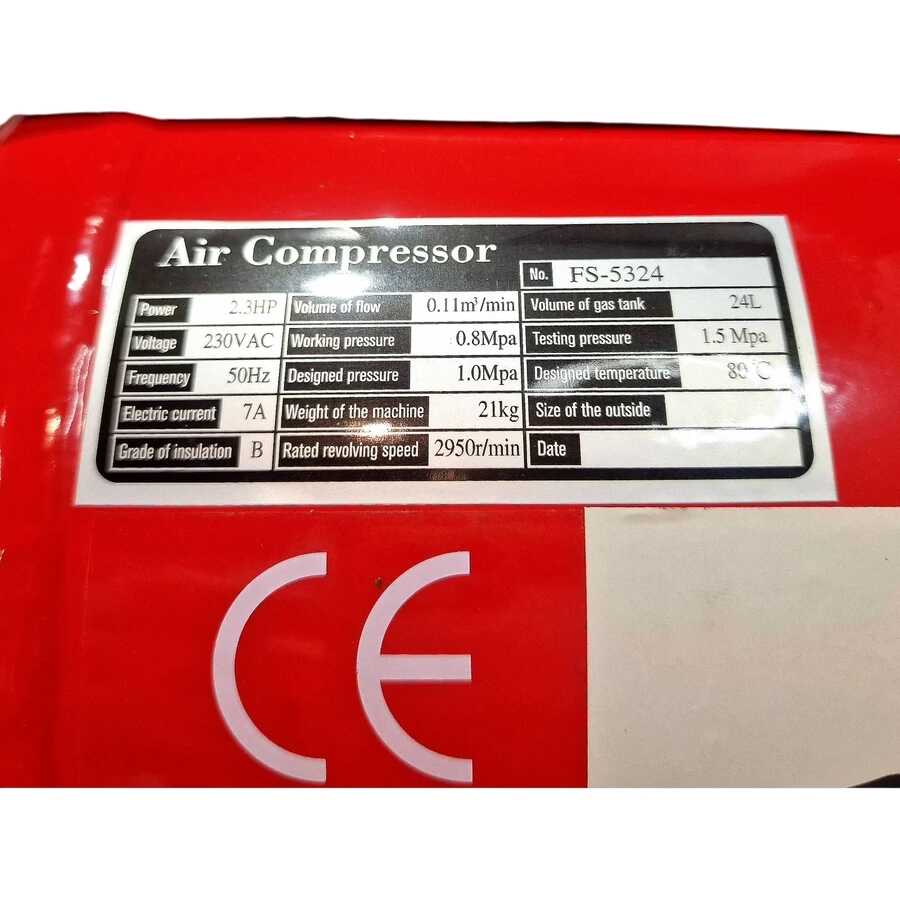 Air Compressor
No. FS-5324
Power 2.3HP Volume of flow 0.11m³/min Volume of gas tank 24L
Voltage 230VAC Working pressure 0.8Mpa Testing pressure 1.5 Mpa
Frequency 50Hz Designed pressure 1.0Mpa Designed temperature 80℃
Electric current 7A Weight of the machine 21kg Size of the outside
Grade of insulation B Rated revolving speed 2950r/min Date
CE